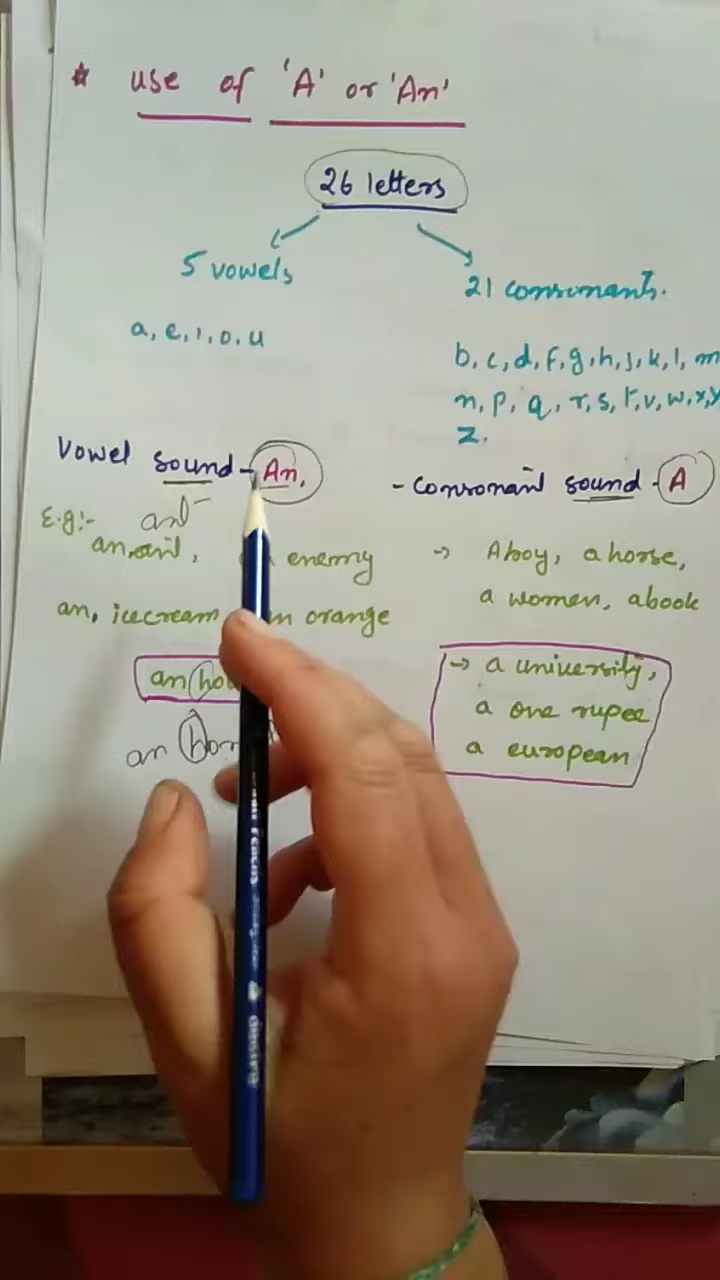 * use of 'A' or 'An'
26 letters
5 vowels
21 consonants.
a, e, i, o, u
b, c, d, f, g, h, j, k, l, m
n, p, q, r, s, t, v, w, x, y
z.
Vowel sound - An,
- Consonant sound - A
E.g:- ant
an, enemy
→ A boy, a horse,
a women, a book
an, icecream orange
an
→ a university,
a one rupee
a european
an